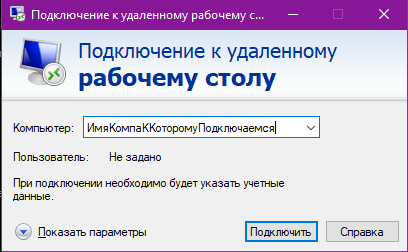 Подключение к удаленному рабочему с...
Подключение к удаленному
рабочему столу
Компьютер: ИмяКомпаККоторомуПодключаемся
Пользователь: Не задано
При подключении необходимо будет указать учетные
данные.
Показать параметры Подключить Справка